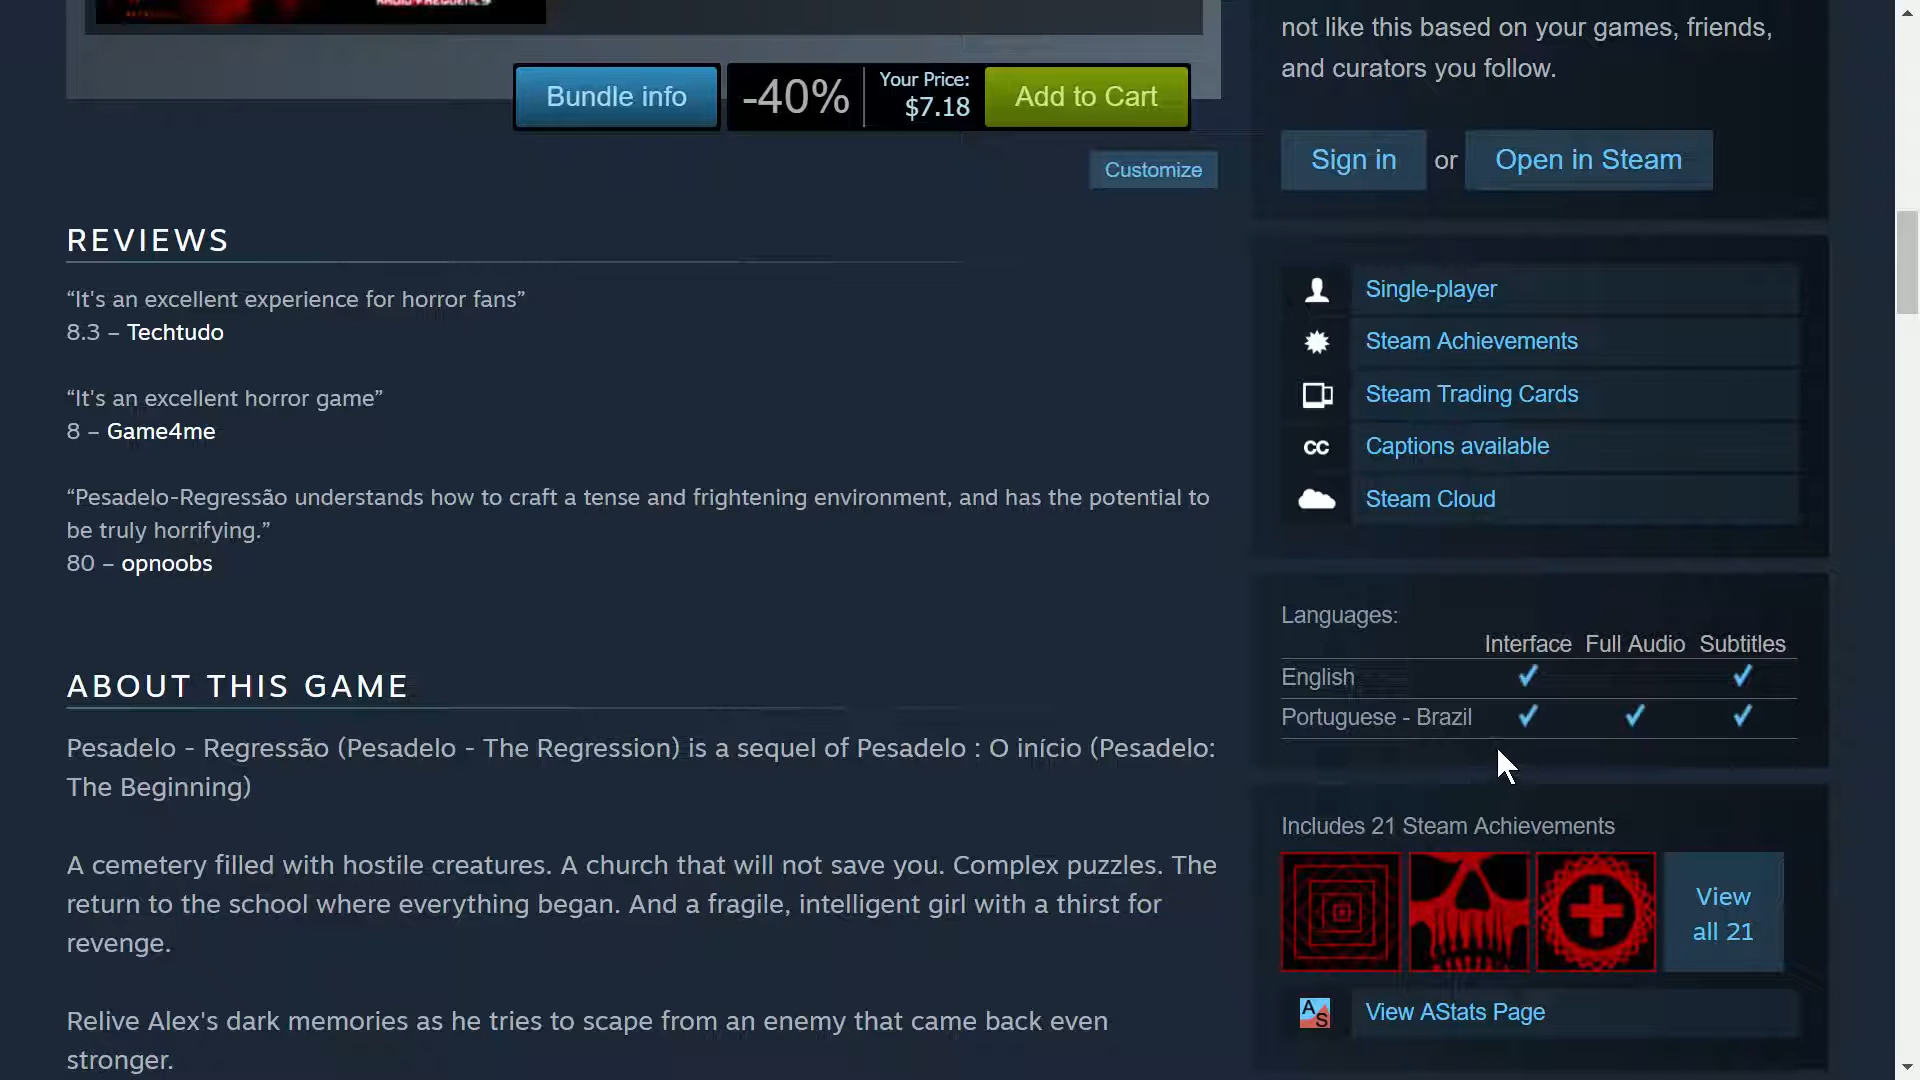 not like this based on your games, friends,
and curators you follow.
Bundle info
-40%
Your Price:
$7.18
Add to Cart
Customize
Sign in or Open in Steam
REVIEWS
“It's an excellent experience for horror fans”
8.3 – Techtudo
“It's an excellent horror game”
8 – Game4me
“Pesadelo-Regressão understands how to craft a tense and frightening environment, and has the potential to
be truly horrifying.”
80 – opnoobs
ABOUT THIS GAME
Pesadelo - Regressão (Pesadelo - The Regression) is a sequel of Pesadelo : O início (Pesadelo:
The Beginning)
A cemetery filled with hostile creatures. A church that will not save you. Complex puzzles. The
return to the school where everything began. And a fragile, intelligent girl with a thirst for
revenge.
Relive Alex's dark memories as he tries to scape from an enemy that came back even
stronger.
Single-player
Steam Achievements
Steam Trading Cards
CC Captions available
Steam Cloud
Languages:
Interface Full Audio Subtitles
English
Portuguese - Brazil
Includes 21 Steam Achievements
View
all 21
AS View AStats Page